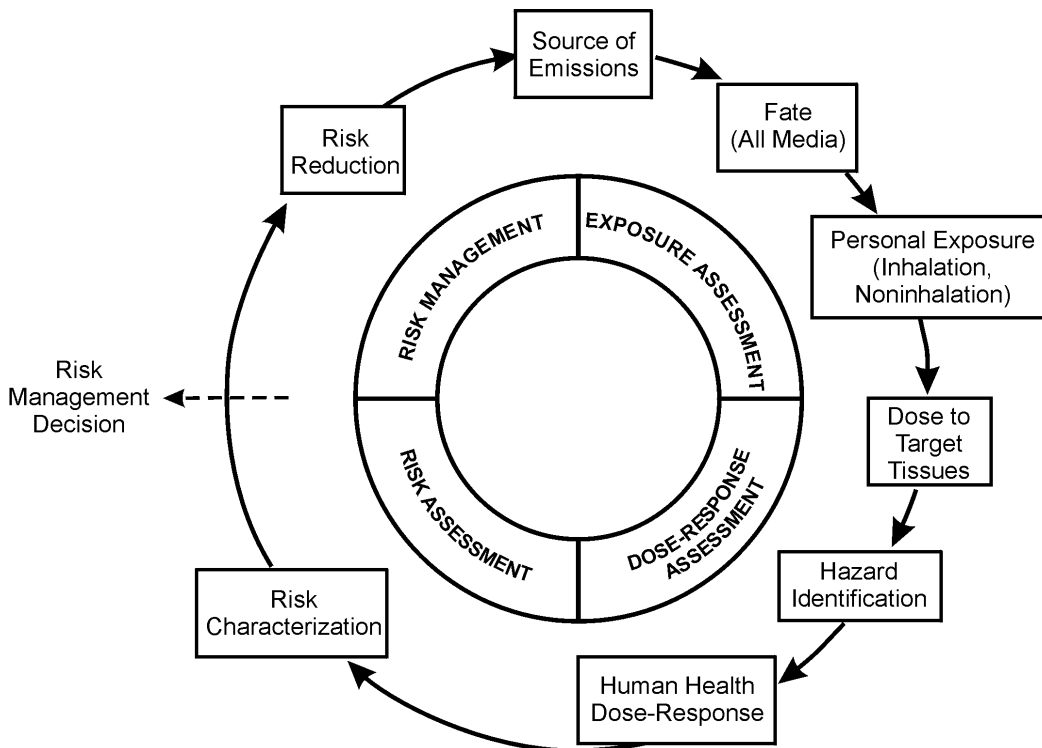 Source of
Emissions
Fate
(All Media)
Personal Exposure
(Inhalation,
Noninhalation)
Dose to
Target
Tissues
Hazard
Identification
Human Health
Dose-Response
Risk
Characterization
Risk
Management
Decision
Risk
Reduction
RISK MANAGEMENT
EXPOSURE ASSESSMENT
DOSE-RESPONSE
ASSESSMENT
RISK ASSESSMENT